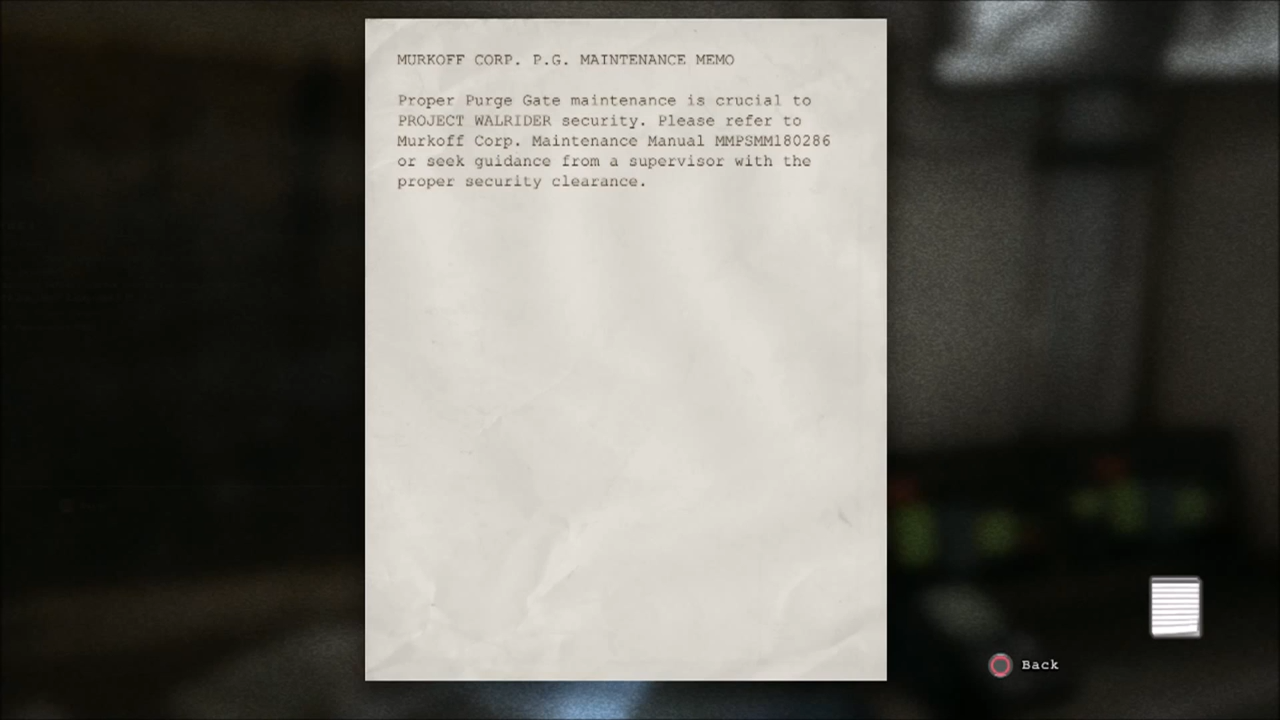 MURKOFF CORP. P.G. MAINTENANCE MEMO
Proper Purge Gate maintenance is crucial to
PROJECT WALRIDER security. Please refer to
Murkoff Corp. Maintenance Manual MMPSMM180286
or seek guidance from a supervisor with the
proper security clearance.
Back